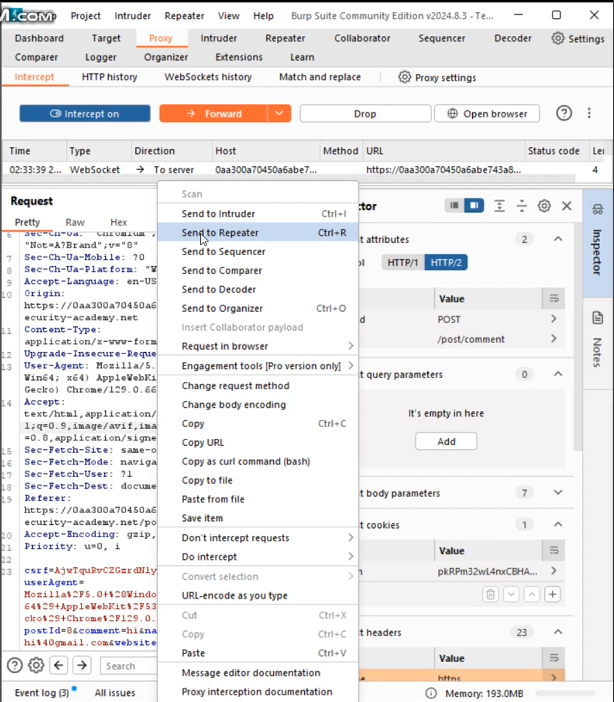 M.COM Project Intruder Repeater View Help Burp Suite Community Edition v2024.8.3 - Te...
Dashboard Target Proxy Intruder Repeater Collaborator Sequencer Decoder Settings
Comparer Logger Organizer Extensions Learn
Intercept HTTP history WebSockets history Match and replace Proxy settings
Intercept on Forward Drop Open browser
Time Type Direction Host Method URL Status code Ler
02:33:39 2... WebSocket → To server 0aa300a70450a6abe7... https://0aa300a70450a6abe743a8... 4
Request
Pretty Raw Hex
6 Sec-Ch-Ua: "Chromium";
"Not=A?Brand";v="8"
7 Sec-Ch-Ua-Mobile: ?0
8 Sec-Ch-Ua-Platform: "W
9 Accept-Language: en-US
10 Origin:
https://0aa300a70450a6
ecurity-academy.net
11 Content-Type:
application/x-www-form
12 Upgrade-Insecure-Reque
13 User-Agent: Mozilla/5.
Win64; x64) AppleWebKi
Gecko) Chrome/129.0.66
14 Accept:
text/html,application/
l;q=0.9,image/avif,ima
=0.8,application/signe
15 Sec-Fetch-Site: same-o
16 Sec-Fetch-Mode: naviga
17 Sec-Fetch-User: ?1
18 Sec-Fetch-Dest: docume
19 Referer:
https://0aa300a70450a6
ecurity-academy.net/po
20 Accept-Encoding: gzip,
21 Priority: u=0, i
22
23
csrf=AjwTquRvCZGzrdNly
userAgent=
Mozilla%2F5.0+%28Windo
64%29+AppleWebKit%2F53
cko%29+Chrome%2F129.0.
postId=8&comment=hi&na
hi%40gmail.com&website
Search
Event log (3) All issues
Scan
Send to Intruder Ctrl+I
Send to Repeater Ctrl+R
Send to Sequencer
Send to Comparer
Send to Decoder
Send to Organizer Ctrl+O
Insert Collaborator payload
Request in browser
Engagement tools [Pro version only]
Change request method
Change body encoding
Copy Ctrl+C
Copy URL
Copy as curl command (bash)
Copy to file
Paste from file
Save item
Don't intercept requests
Do intercept
Convert selection
URL-encode as you type
Cut Ctrl+X
Copy Ctrl+C
Paste Ctrl+V
Message editor documentation
Proxy interception documentation
ctor
t attributes 2
ol HTTP/1 HTTP/2
Value
d POST
/post/comment
t query parameters 0
It's empty in here
Add
t body parameters 7
t cookies 1
Value
n pkRPm32wL4nxCBHA...
t headers 23
Value
https
Inspector
Notes
Memory: 193.0MB